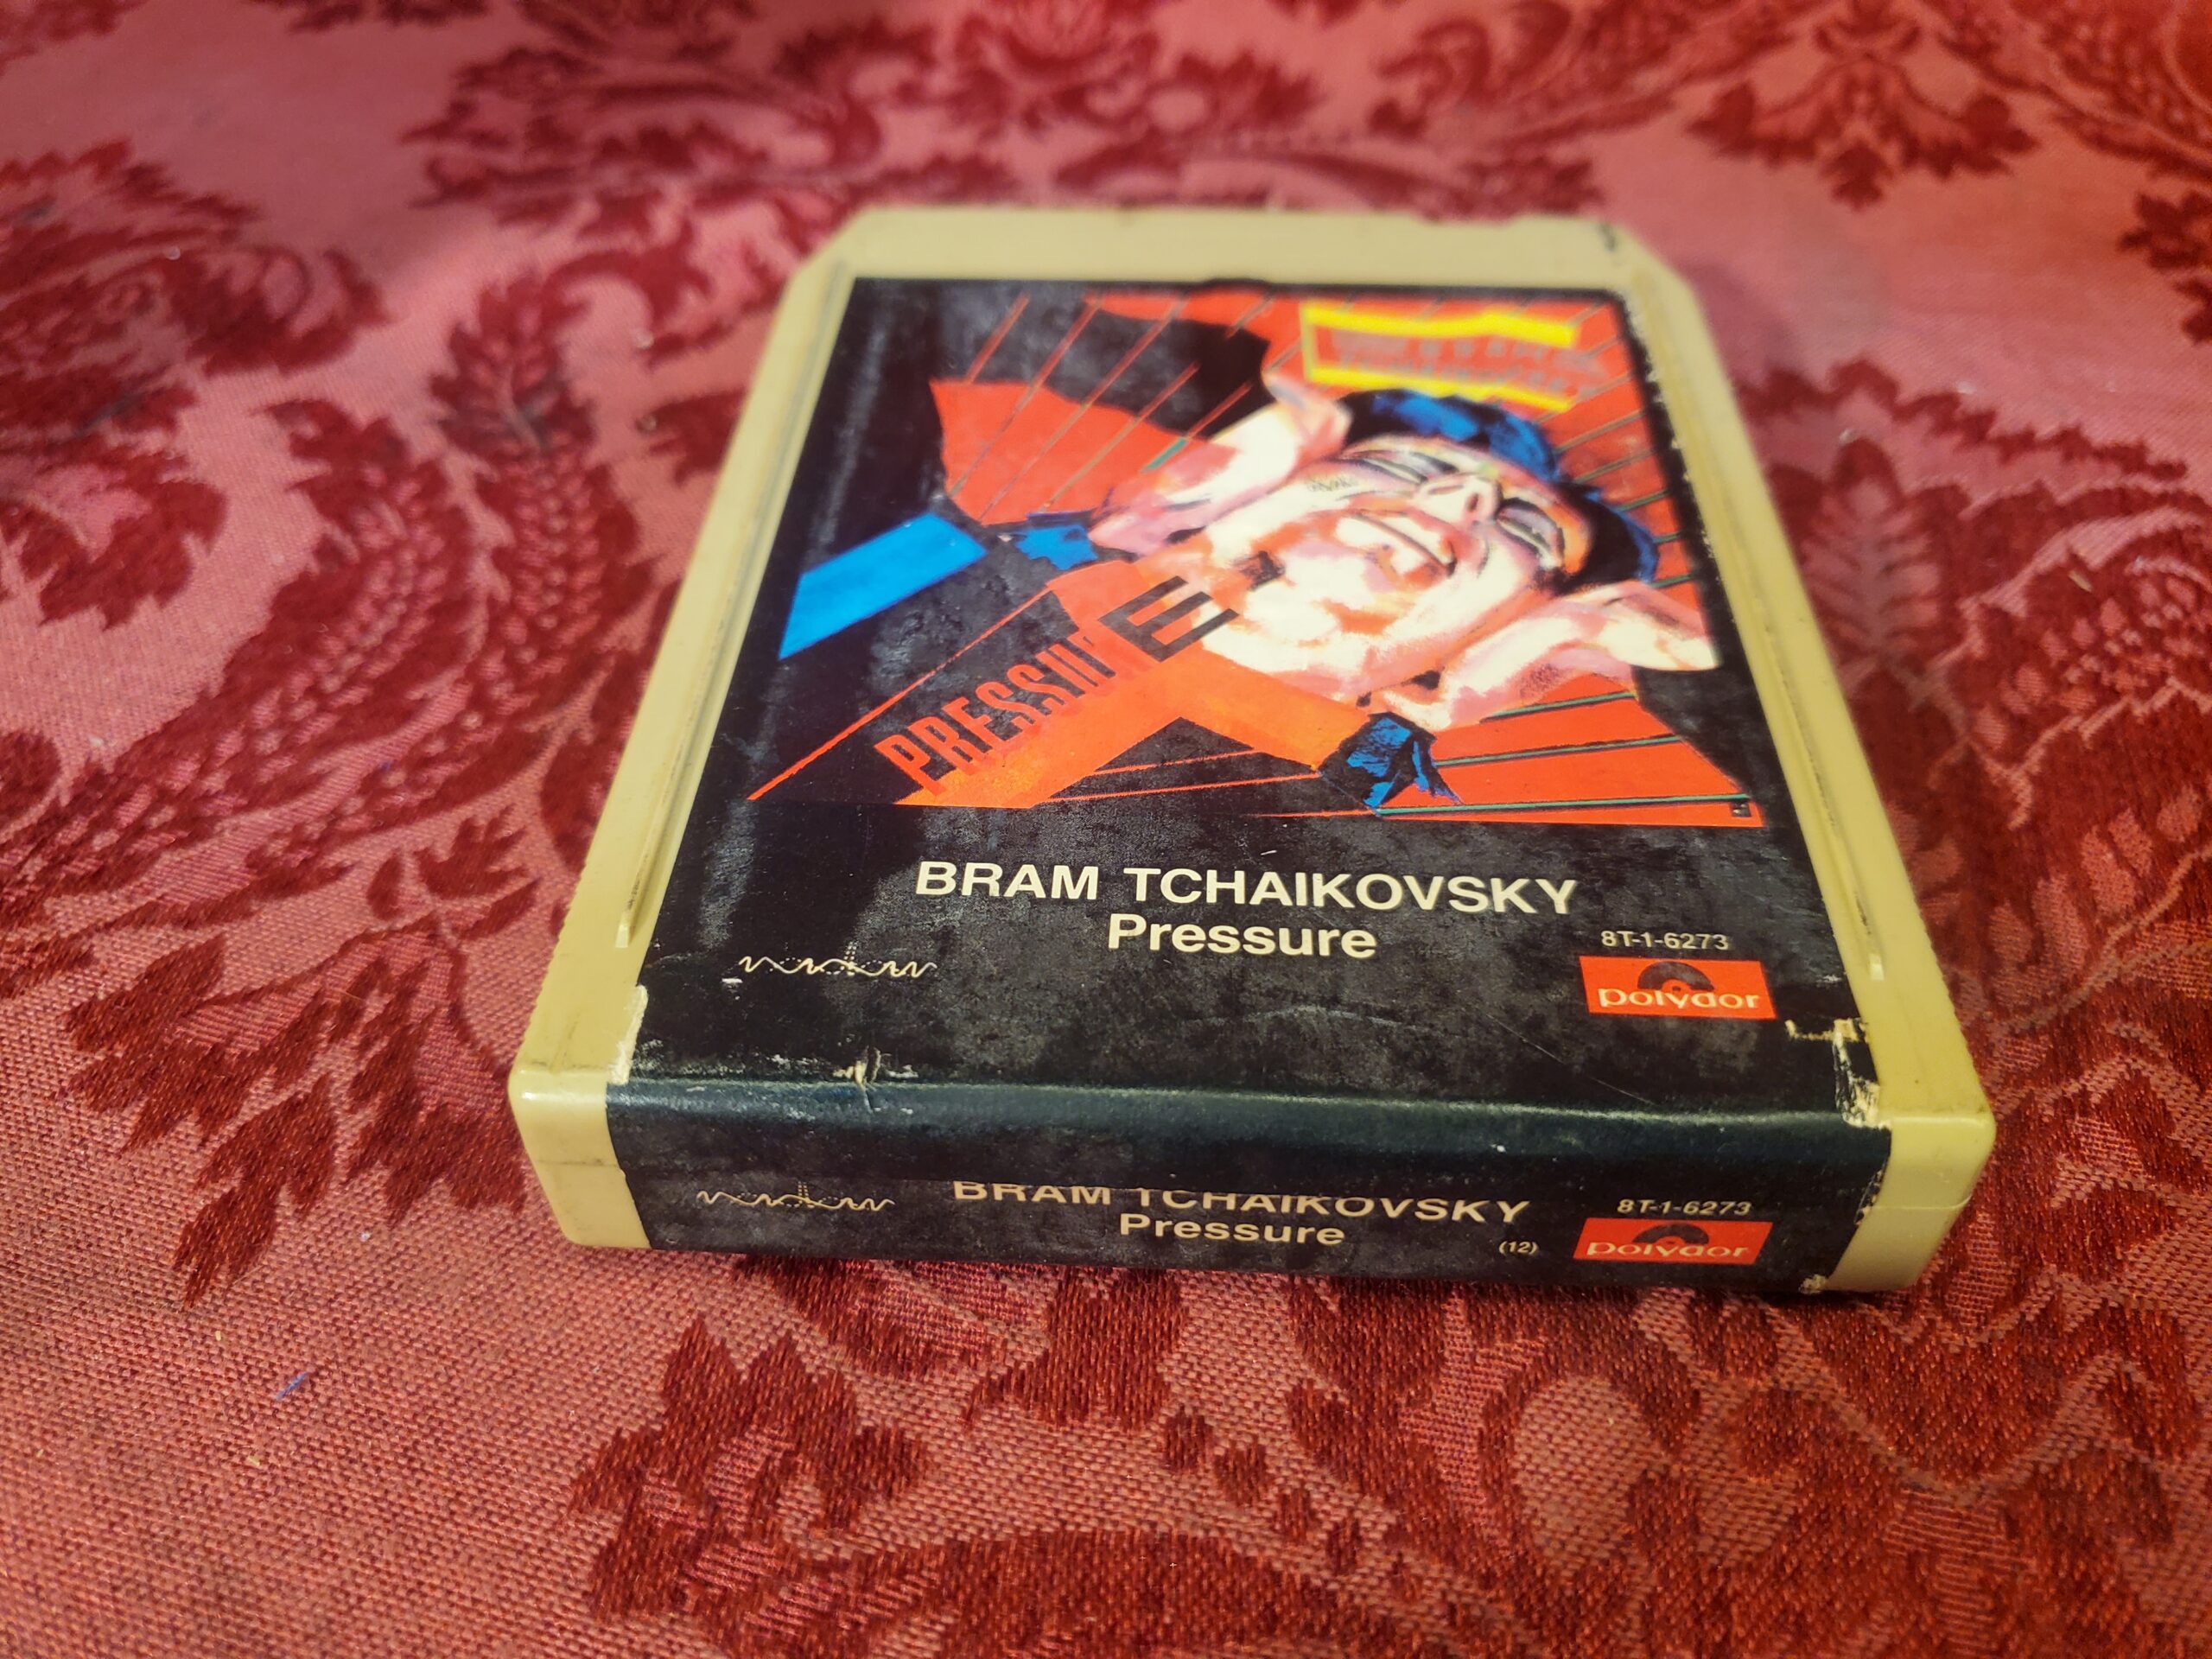 PRESSURE
BRAM TCHAIKOVSKY
Pressure
8T-1-6273
polydor
BRAM TCHAIKOVSKY
Pressure
(12)
8T-1-6273
polydor